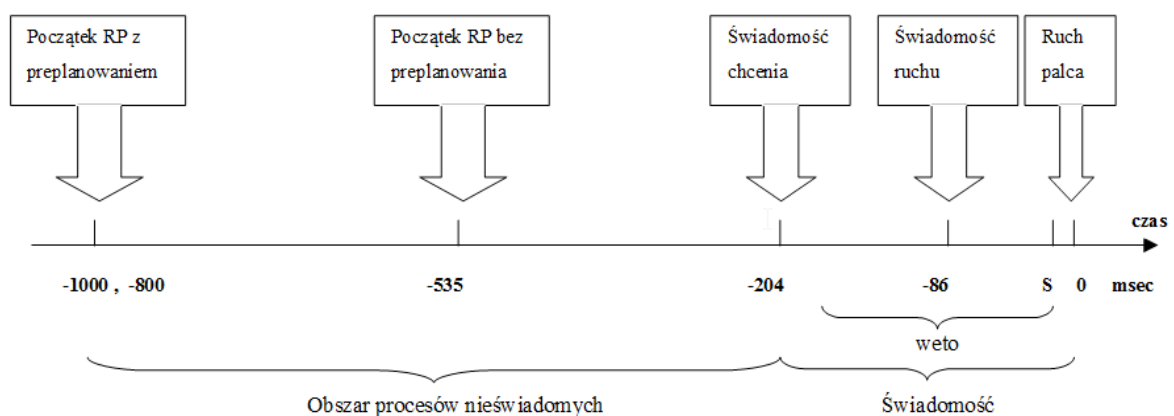 Początek RP z
preplanowaniem
Początek RP bez
preplanowania
Świadomość
chcenia
Świadomość
ruchu
Ruch
palca
czas
-1000 , -800
-535
-204
-86
S
0
msec
weto
Obszar procesów nieświadomych
Świadomość